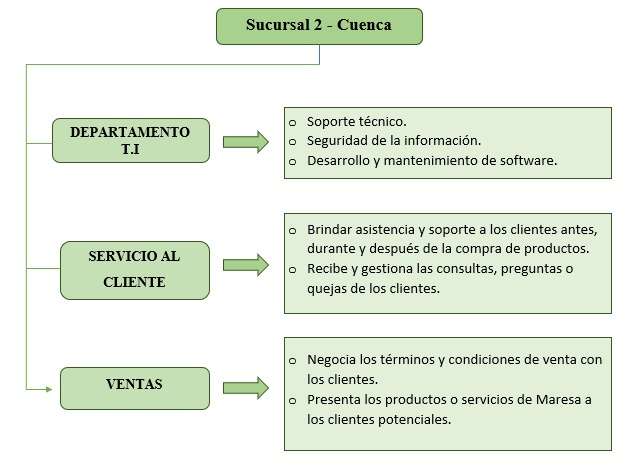 Sucursal 2 - Cuenca
DEPARTAMENTO
T.I
o Soporte técnico.
o Seguridad de la información.
o Desarrollo y mantenimiento de software.
SERVICIO AL
CLIENTE
o Brindar asistencia y soporte a los clientes antes,
durante y después de la compra de productos.
o Recibe y gestiona las consultas, preguntas o
quejas de los clientes.
VENTAS
o Negocia los términos y condiciones de venta con
los clientes.
o Presenta los productos o servicios de Maresa a
los clientes potenciales.